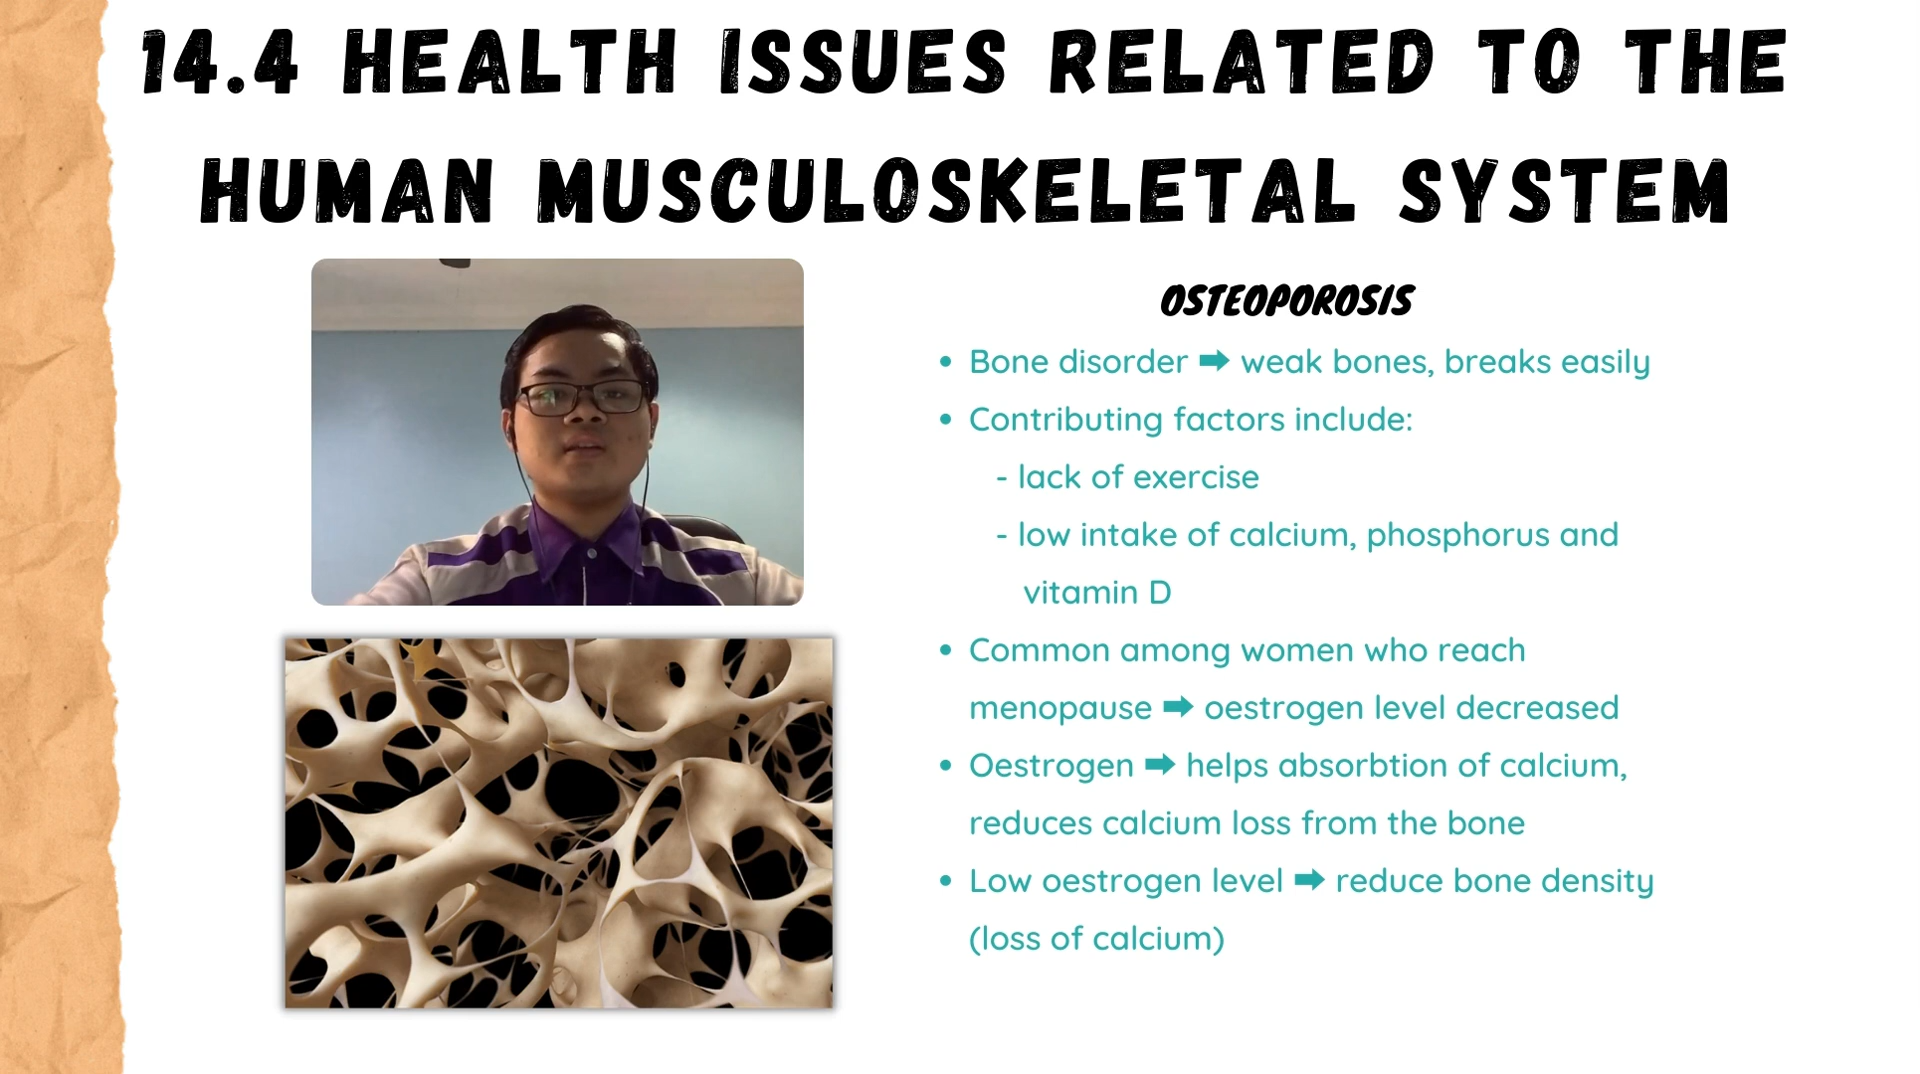 14.4 HEALTH ISSUES RELATED TO THE
HUMAN MUSCULOSKELETAL SYSTEM
OSTEOPOROSIS
• Bone disorder ➡ weak bones, breaks easily
• Contributing factors include:
- lack of exercise
- low intake of calcium, phosphorus and
vitamin D
• Common among women who reach
menopause ➡ oestrogen level decreased
• Oestrogen ➡ helps absorbtion of calcium,
reduces calcium loss from the bone
• Low oestrogen level ➡ reduce bone density
(loss of calcium)